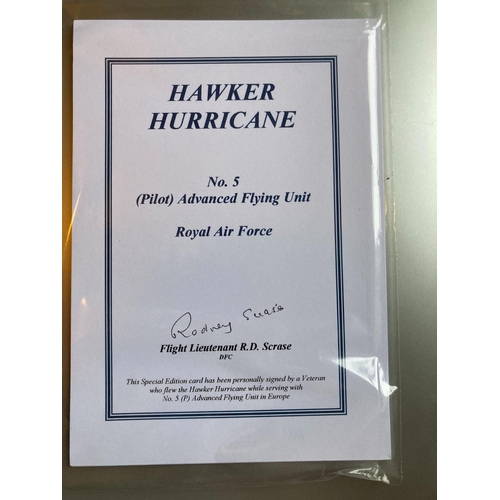 HAWKER
HURRICANE
No. 5
(Pilot) Advanced Flying Unit
Royal Air Force
Rodney Scrase
Flight Lieutenant R.D. Scrase
DFC
This Special Edition card has been personally signed by a Veteran
who flew the Hawker Hurricane while serving with
No. 5 (P) Advanced Flying Unit in Europe